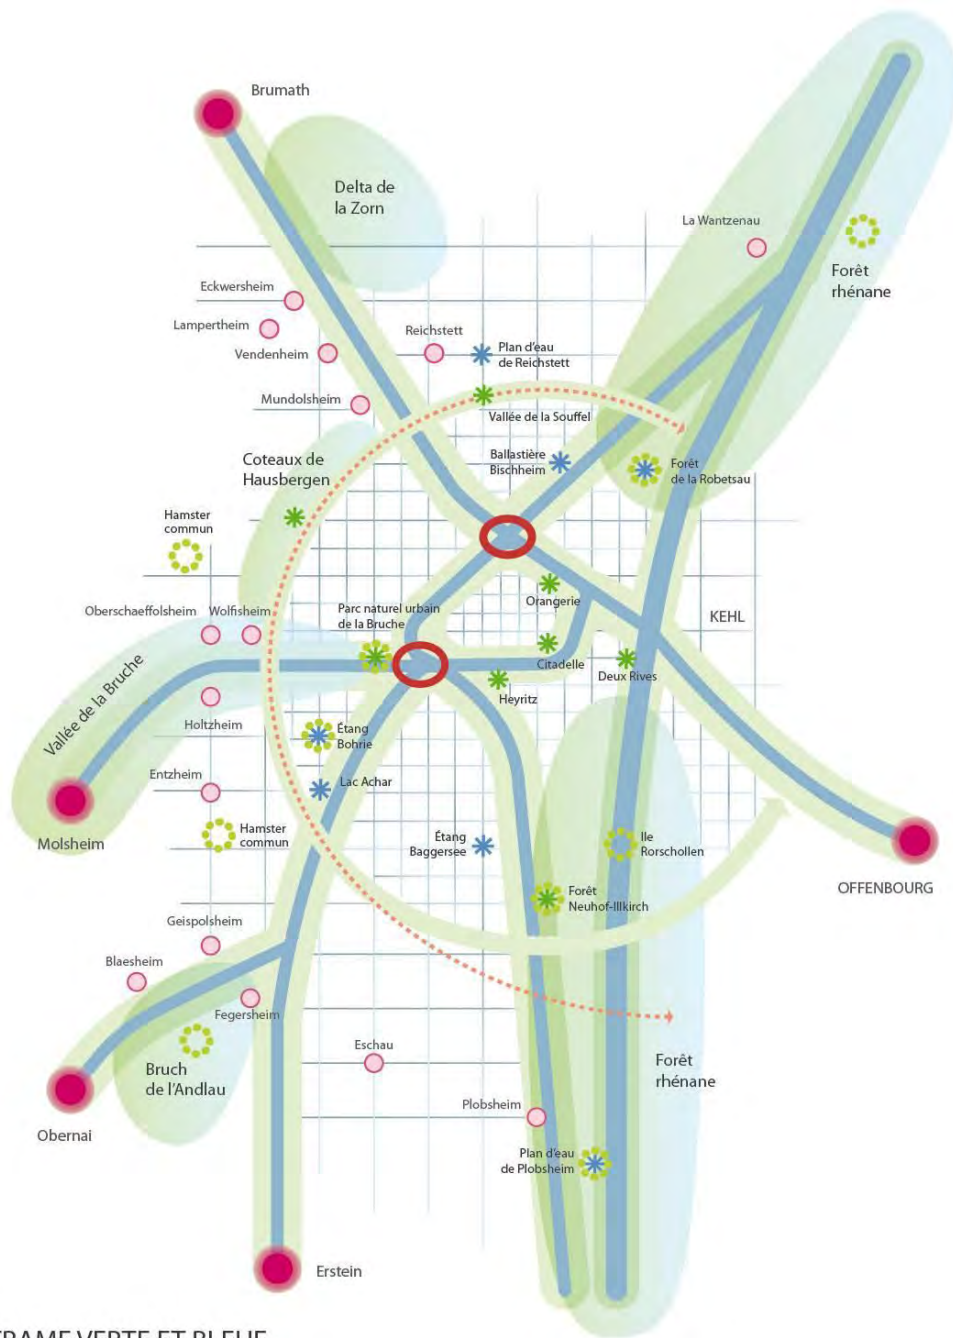 Brumath
Delta de
la Zorn
La Wantzenau
Forêt
rhénane
Eckwersheim
Lampertheim
Vendenheim
Reichstett
Plan d'eau
de Reichstett
Mundolsheim
Vallée de la Souffel
Coteaux de
Hausbergen
Ballastière
Bischheim
Forêt
de la Robetsau
Hamster
commun
Orangerie
Oberschaeffolsheim
Wolfisheim
Parc naturel urbain
de la Bruche
KEHL
Citadelle
Deux Rives
Heyritz
Vallée de la Bruche
Holtzheim
Étang
Bohrie
Entzheim
Lac Achar
Molsheim
Hamster
commun
Étang
Baggersee
Ile
Rorschollen
OFFENBOURG
Forêt
Neuhof-Illkirch
Geispolsheim
Blaesheim
Fegersheim
Eschau
Bruch
de l'Andlau
Forêt
rhénane
Plobsheim
Obernai
Plan d'eau
de Plobsheim
Erstein
TRAME VERTE ET BLEUE